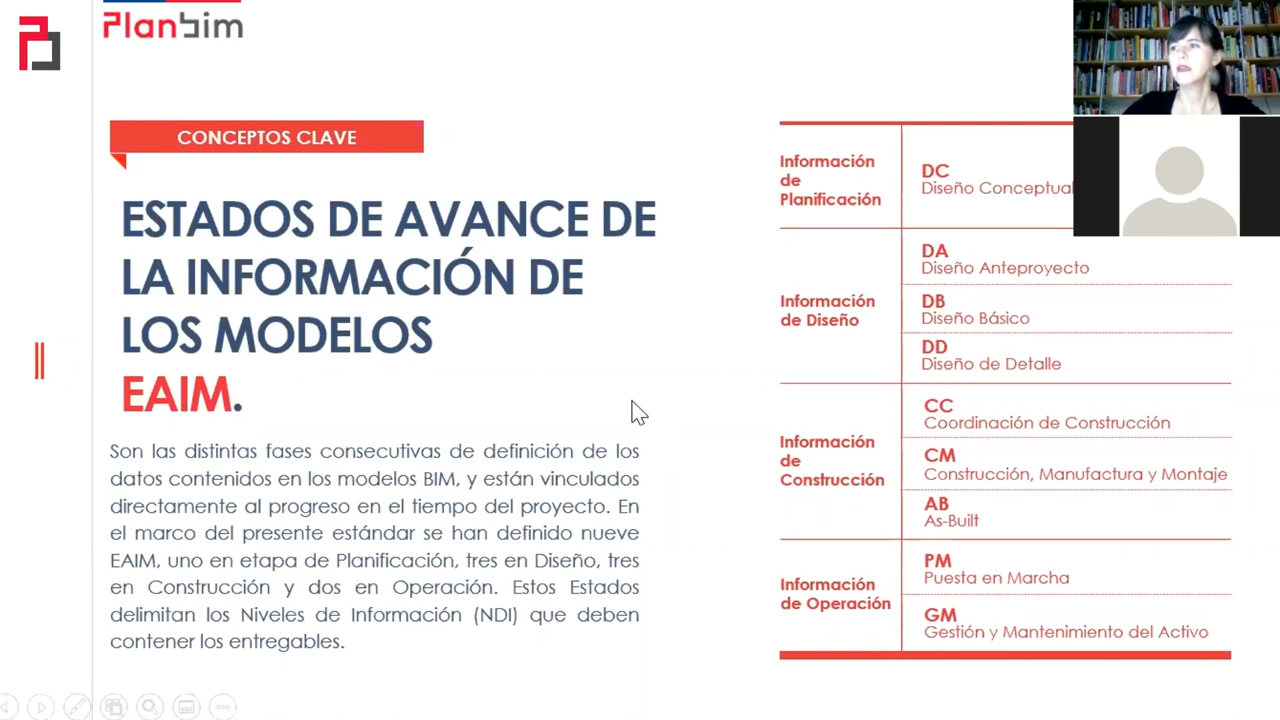 Planbim
CONCEPTOS CLAVE
ESTADOS DE AVANCE DE
LA INFORMACIÓN DE
LOS MODELOS
EAIM.
Son las distintas fases consecutivas de definición de los
datos contenidos en los modelos BIM, y están vinculados
directamente al progreso en el tiempo del proyecto. En
el marco del presente estándar se han definido nueve
EAIM, uno en etapa de Planificación, tres en Diseño, tres
en Construcción y dos en Operación. Estos Estados
delimitan los Niveles de Información (NDI) que deben
contener los entregables.
Información
de
Planificación
DC
Diseño Conceptual
Información
de Diseño
DA
Diseño Anteproyecto
DB
Diseño Básico
DD
Diseño de Detalle
Información
de
Construcción
CC
Coordinación de Construcción
CM
Construcción, Manufactura y Montaje
AB
As-Built
Información
de Operación
PM
Puesta en Marcha
GM
Gestión y Mantenimiento del Activo